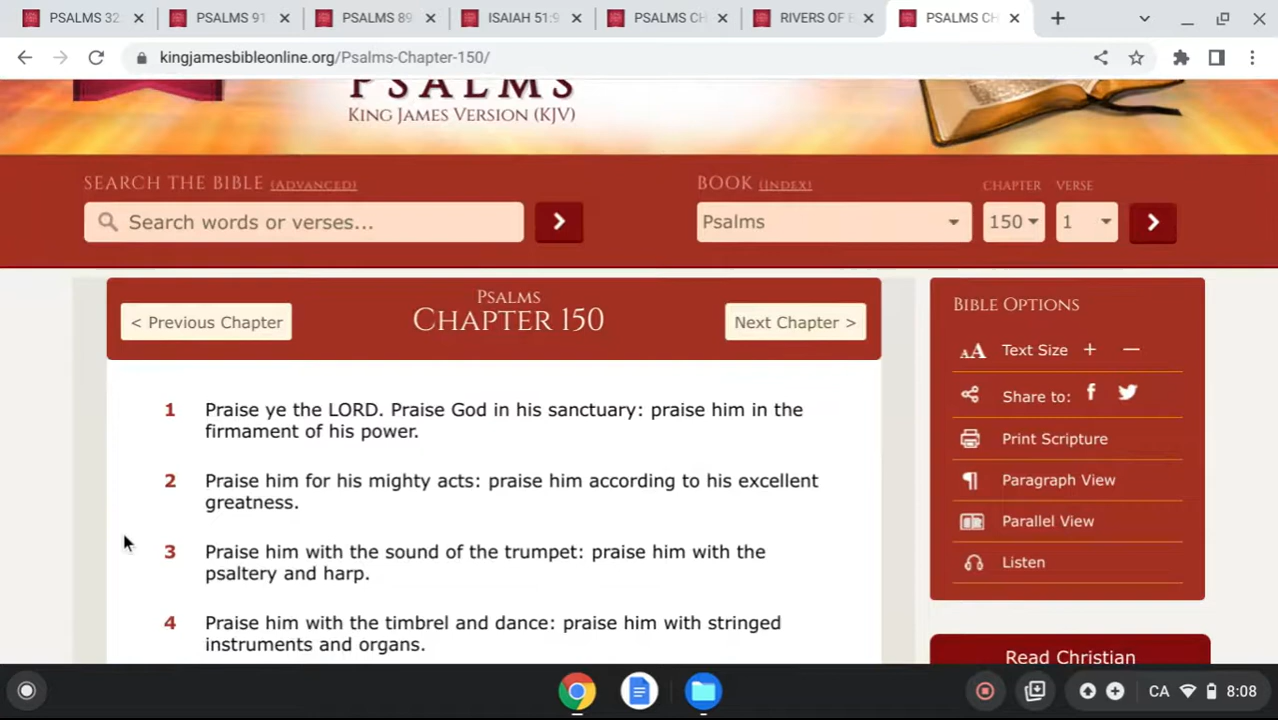 PSALMS 32
PSALMS 91
PSALMS 89
ISAIAH 51:9
PSALMS CH
RIVERS OF
PSALMS CH
kingjamesbibleonline.org/Psalms-Chapter-150/
PSALMS
KING JAMES VERSION (KJV)
SEARCH THE BIBLE (ADVANCED)
BOOK (INDEX)
CHAPTER
VERSE
Search words or verses...
Psalms
150
1
PSALMS
< Previous Chapter
CHAPTER 150
Next Chapter >
1 Praise ye the LORD. Praise God in his sanctuary: praise him in the
firmament of his power.
2 Praise him for his mighty acts: praise him according to his excellent
greatness.
3 Praise him with the sound of the trumpet: praise him with the
psaltery and harp.
4 Praise him with the timbrel and dance: praise him with stringed
instruments and organs.
BIBLE OPTIONS
AA Text Size + −
Share to:
Print Scripture
Paragraph View
Parallel View
Listen
Read Christian
CA 8:08